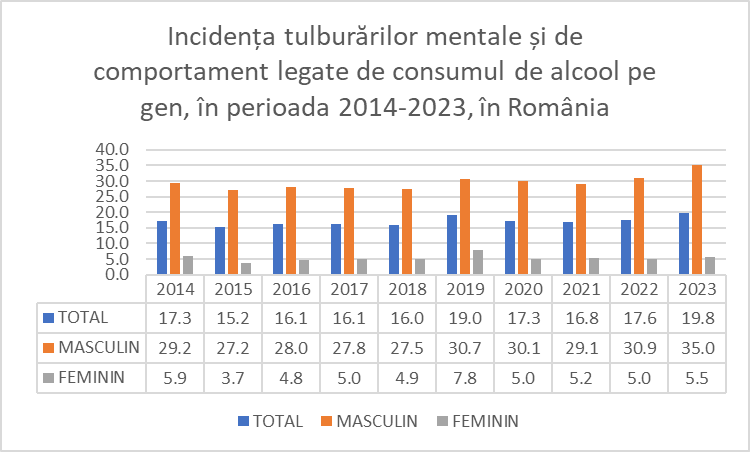 Incidența tulburărilor mentale și de
comportament legate de consumul de alcool pe
gen, în perioada 2014-2023, în România
40.0
35.0
30.0
25.0
20.0
15.0
10.0
5.0
0.0
2014 2015 2016 2017 2018 2019 2020 2021 2022 2023
TOTAL 17.3 15.2 16.1 16.1 16.0 19.0 17.3 16.8 17.6 19.8
MASCULIN 29.2 27.2 28.0 27.8 27.5 30.7 30.1 29.1 30.9 35.0
FEMININ 5.9 3.7 4.8 5.0 4.9 7.8 5.0 5.2 5.0 5.5
TOTAL MASCULIN FEMININ